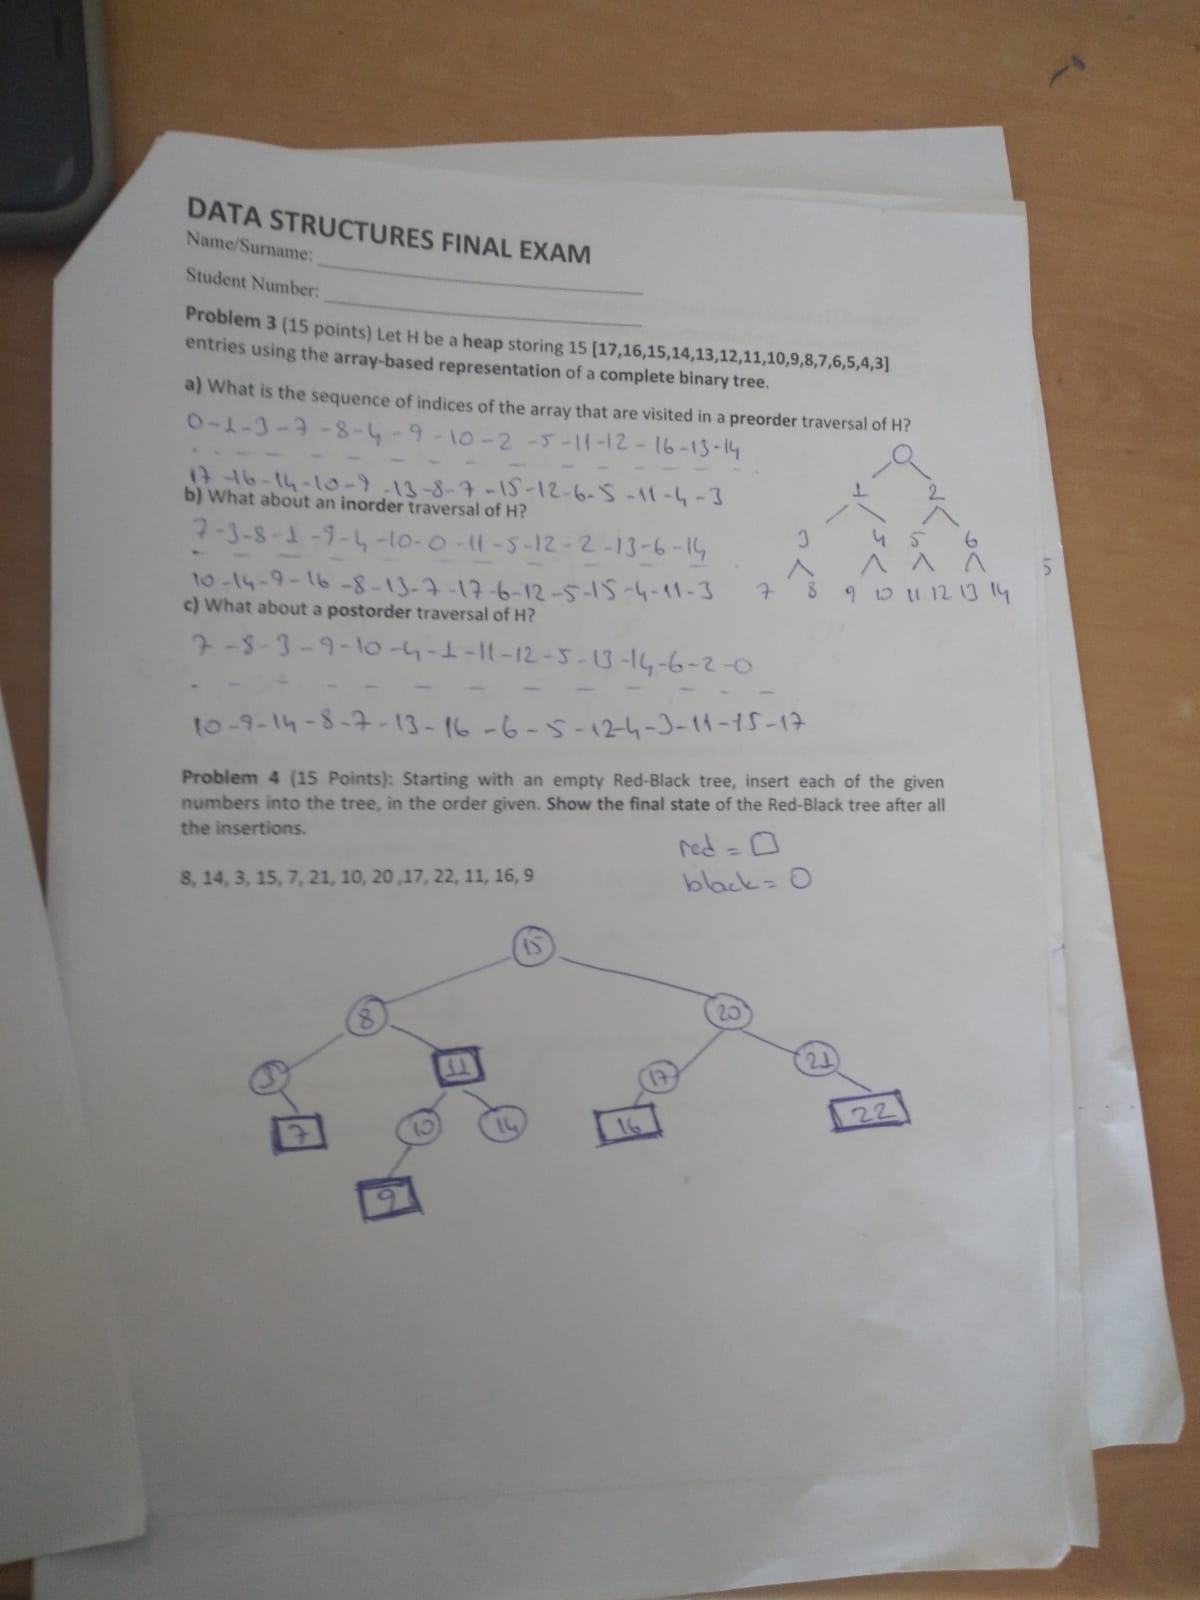 DATA STRUCTURES FINAL EXAM
Name/Surname:
Student Number:
Problem 3 (15 points) Let H be a heap storing 15 [17,16,15,14,13,12,11,10,9,8,7,6,5,4,3]
entries using the array-based representation of a complete binary tree.
a) What is the sequence of indices of the array that are visited in a preorder traversal of H?
0-1-3-7-8-4-9-10-2-5-11-12-16-13-14
17-16-14-10-9-13-8-7-15-12-6-5-11-4-3
b) What about an inorder traversal of H?
7-3-8-1-9-4-10-0-11-5-12-2-13-6-14
10-14-9-16-8-13-7-17-6-12-5-15-4-11-3
c) What about a postorder traversal of H?
7-8-3-9-10-4-1-11-12-5-13-14-6-2-0
10-9-14-8-7-13-16-6-5-12-4-3-11-15-17
0
1 2
3 4 5 6
7 8 9 10 11 12 13 14
5
Problem 4 (15 Points): Starting with an empty Red-Black tree, insert each of the given
numbers into the tree, in the order given. Show the final state of the Red-Black tree after all
the insertions.
red = □
black = O
8, 14, 3, 15, 7, 21, 10, 20 ,17, 22, 11, 16, 9
15
8 20
3 11 17 21
7 10 14 16 22
9